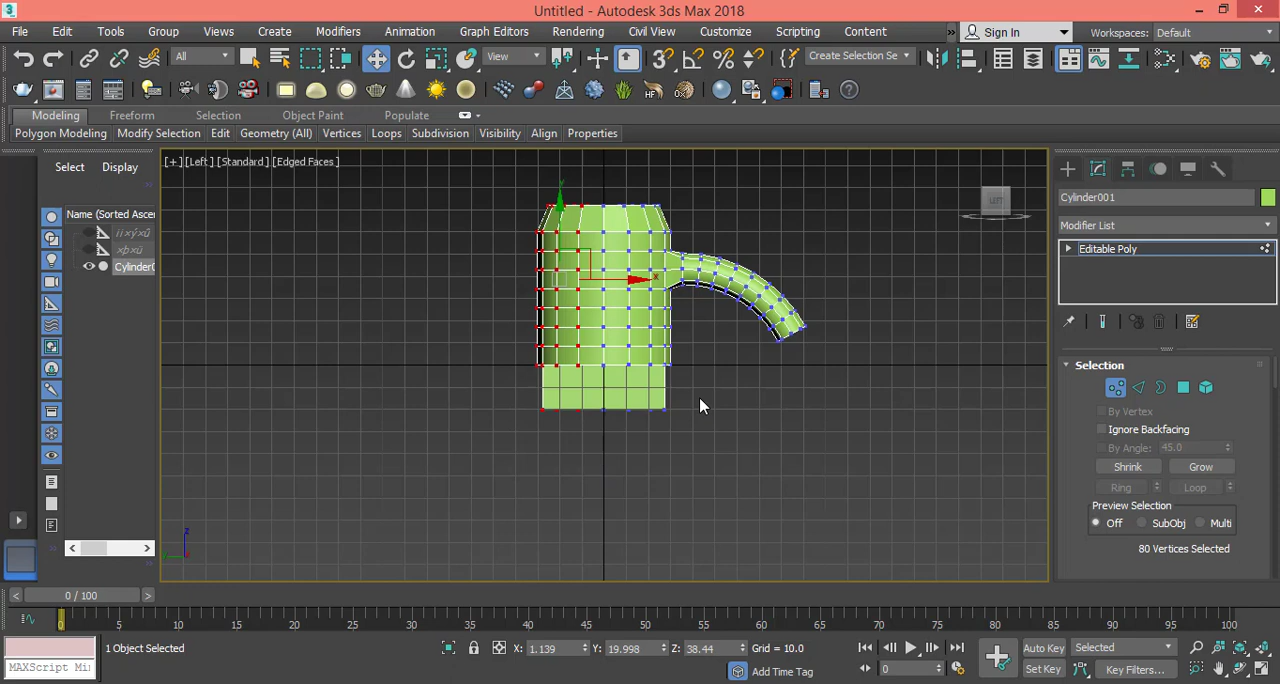 Untitled - Autodesk 3ds Max 2018
File Edit Tools Group Views Create Modifiers Animation Graph Editors Rendering Civil View Customize Scripting Content » Sign In Workspaces: Default
All View Create Selection Se
Modeling Freeform Selection Object Paint Populate
Polygon Modeling Modify Selection Edit Geometry (All) Vertices Loops Subdivision Visibility Align Properties
Select Display
[+] [Left] [Standard] [Edged Faces]
LEFT
Name (Sorted Ascen
Cylinder0
Cylinder001
Modifier List
Editable Poly
Selection
By Vertex
Ignore Backfacing
By Angle: 45.0
Shrink Grow
Ring Loop
Preview Selection
Off SubObj Multi
80 Vertices Selected
y
x
z
< 0 / 100 >
0 5 10 15 20 25 30 35 40 45 50 55 60 65 70 75 80 85 90 95 100
1 Object Selected X: 1.139 Y: 19.998 Z: 38.44 Grid = 10.0 Auto Key Selected
MAXScript Mi Add Time Tag 0 Set Key Key Filters...